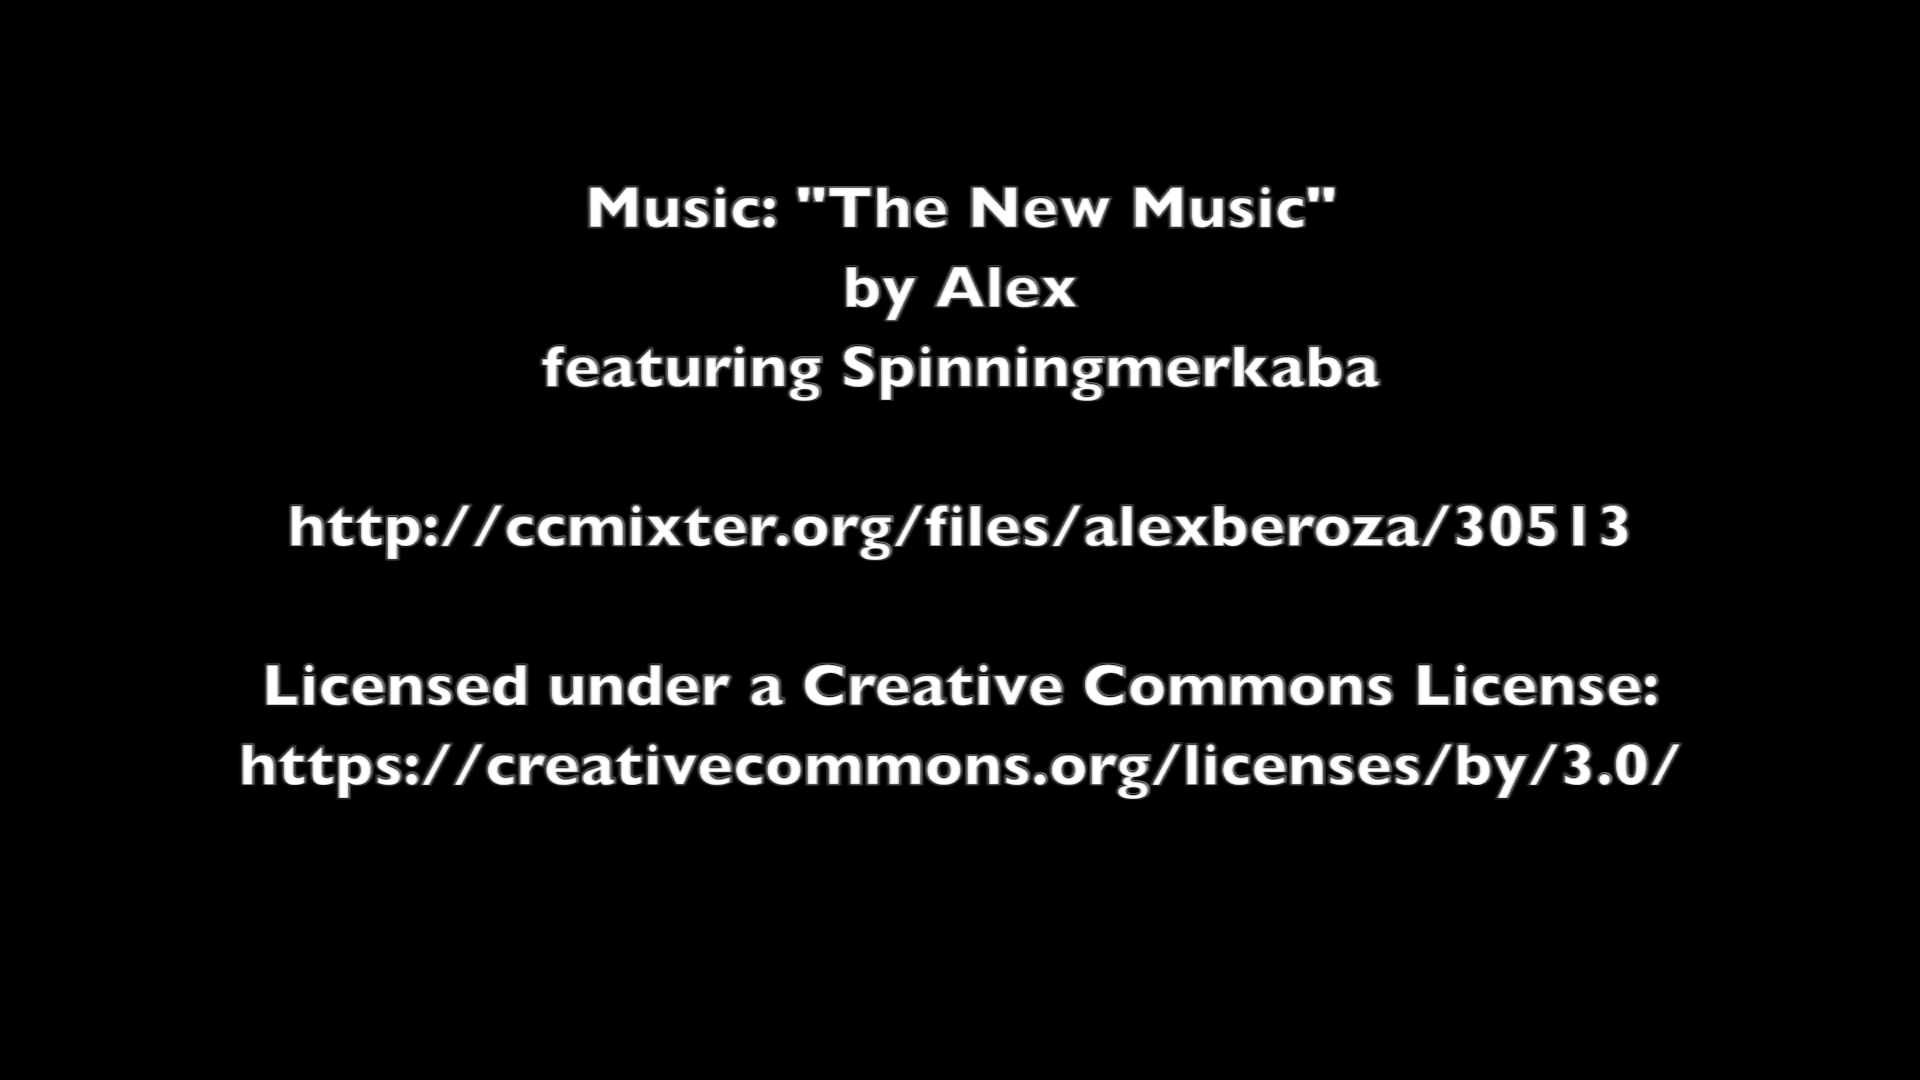 Music: "The New Music"
by Alex
featuring Spinningmerkaba
http://ccmixter.org/files/alexberoza/30513
Licensed under a Creative Commons License:
https://creativecommons.org/licenses/by/3.0/